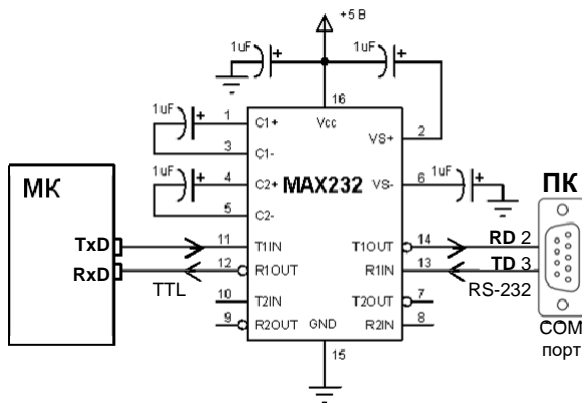 +5 В
1uF
1uF
16
1uF
1
C1+
Vcc
VS+
2
3
C1-
1uF
4
C2+
MAX232
VS-
6
1uF
5
C2-
МК
ПК
TxD
11
T1IN
T1OUT
14
RD 2
RxD
12
R1OUT
R1IN
13
TD 3
TTL
RS-232
10
T2IN
T2OUT
7
9
R2OUT
GND
R2IN
8
COM
порт
15